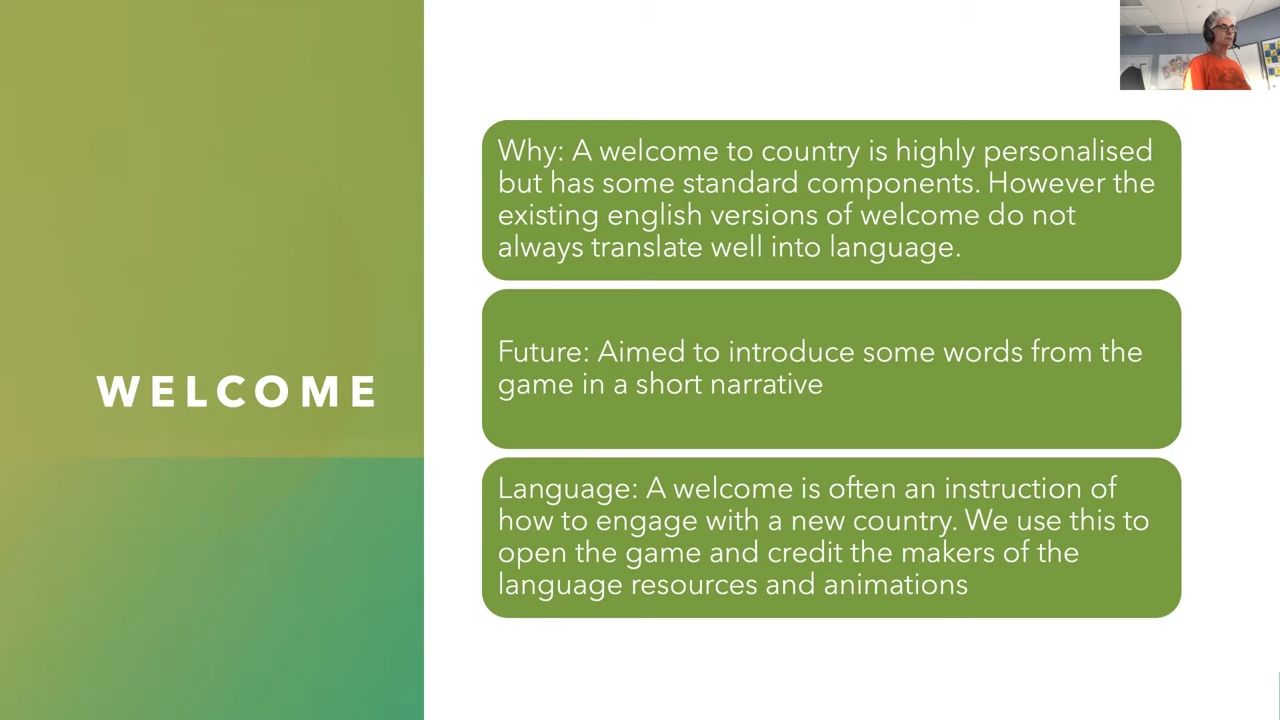 WELCOME
Why: A welcome to country is highly personalised
but has some standard components. However the
existing english versions of welcome do not
always translate well into language.
Future: Aimed to introduce some words from the
game in a short narrative
Language: A welcome is often an instruction of
how to engage with a new country. We use this to
open the game and credit the makers of the
language resources and animations